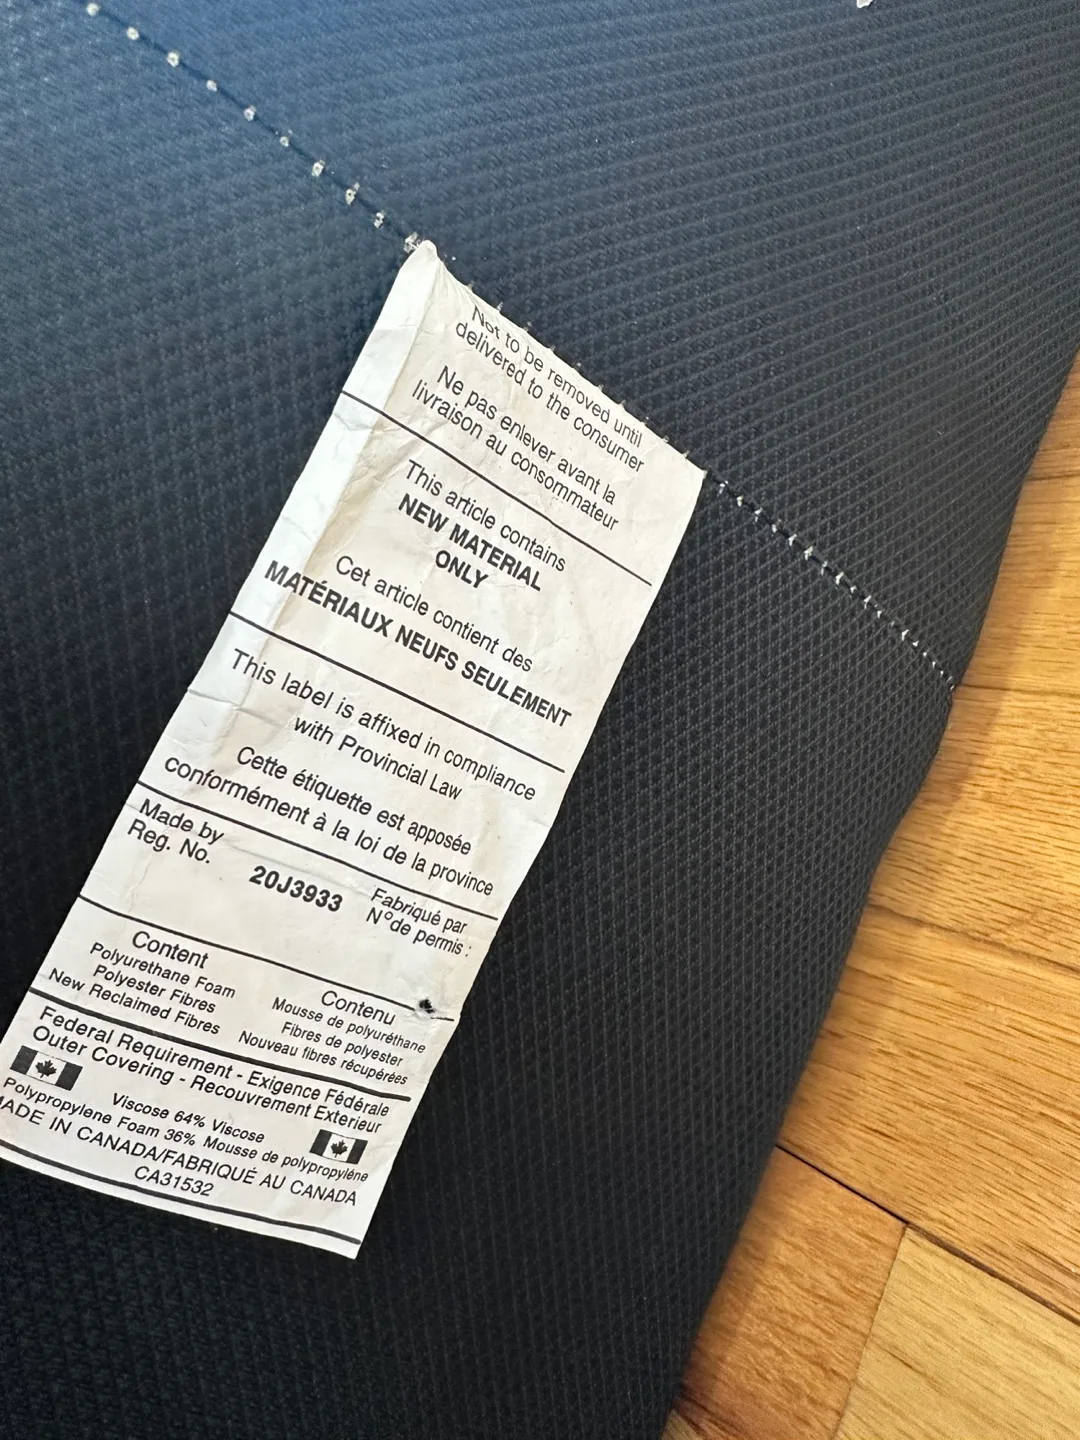 Not to be removed until
delivered to the consumer
Ne pas enlever avant la
livraison au consommateur
This article contains
NEW MATERIAL
ONLY
Cet article contient des
MATÉRIAUX NEUFS SEULEMENT
This label is affixed in compliance
with Provincial Law
Cette étiquette est apposée
conformément à la loi de la province
Made by
Reg. No.
20J3933
Fabriqué par
N° de permis :
Content
Polyurethane Foam
Polyester Fibres
New Reclaimed Fibres
Contenu
Mousse de polyuréthane
Fibres de polyester
Nouveau fibres récupérées
Federal Requirement - Exigence Fédérale
Outer Covering - Recouvrement Exterieur
Viscose 64% Viscose
Polypropylene Foam 36% Mousse de polypropylène
MADE IN CANADA/FABRIQUÉ AU CANADA
CA31532